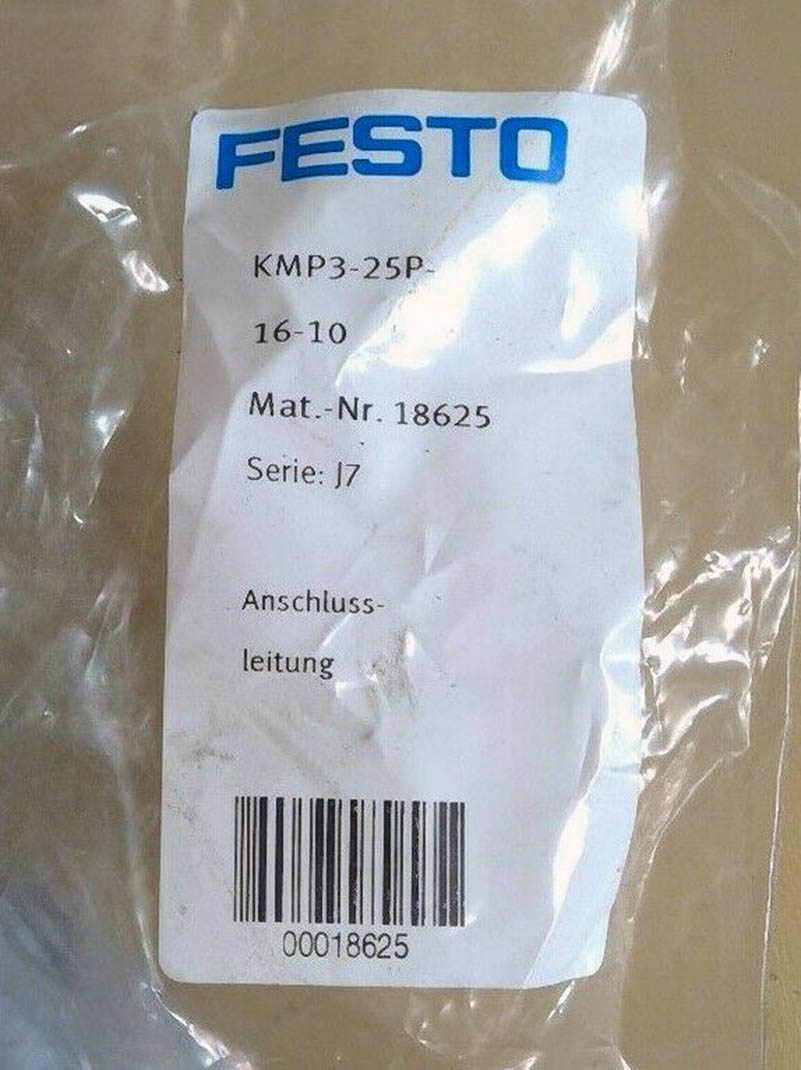 FESTO
KMP3-25P-
16-10
Mat.-Nr. 18625
Serie: J7
Anschluss-
leitung
00018625